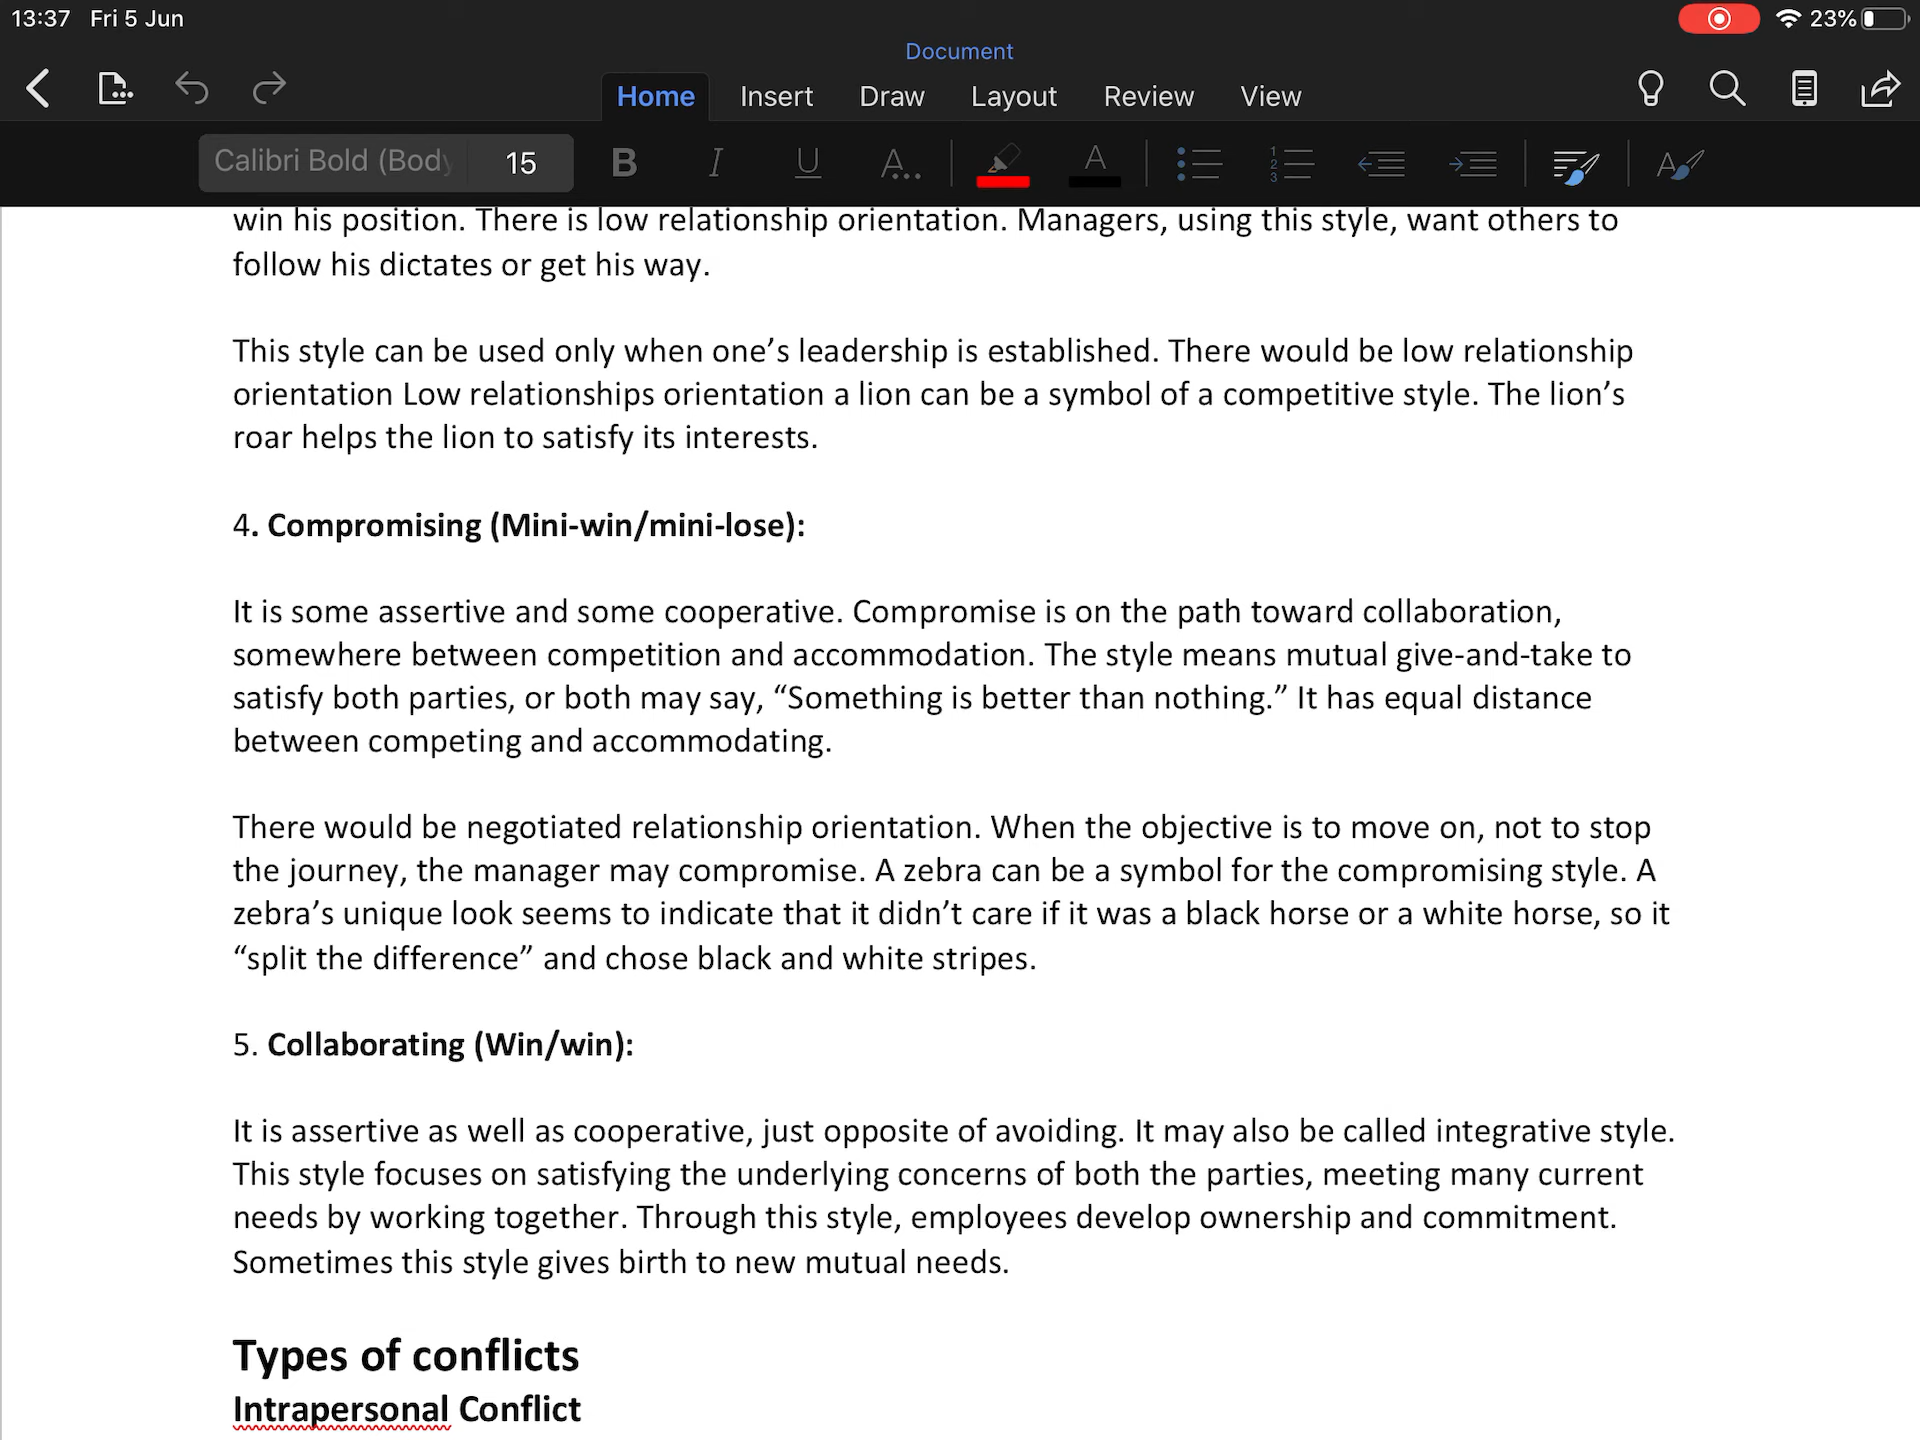 13:37 Fri 5 Jun
23%
Document
Home Insert Draw Layout Review View
Calibri Bold (Body 15 B I U A... A
win his position. There is low relationship orientation. Managers, using this style, want others to
follow his dictates or get his way.
This style can be used only when one’s leadership is established. There would be low relationship
orientation Low relationships orientation a lion can be a symbol of a competitive style. The lion’s
roar helps the lion to satisfy its interests.
4. Compromising (Mini-win/mini-lose):
It is some assertive and some cooperative. Compromise is on the path toward collaboration,
somewhere between competition and accommodation. The style means mutual give-and-take to
satisfy both parties, or both may say, “Something is better than nothing.” It has equal distance
between competing and accommodating.
There would be negotiated relationship orientation. When the objective is to move on, not to stop
the journey, the manager may compromise. A zebra can be a symbol for the compromising style. A
zebra’s unique look seems to indicate that it didn’t care if it was a black horse or a white horse, so it
“split the difference” and chose black and white stripes.
5. Collaborating (Win/win):
It is assertive as well as cooperative, just opposite of avoiding. It may also be called integrative style.
This style focuses on satisfying the underlying concerns of both the parties, meeting many current
needs by working together. Through this style, employees develop ownership and commitment.
Sometimes this style gives birth to new mutual needs.
Types of conflicts
Intrapersonal Conflict